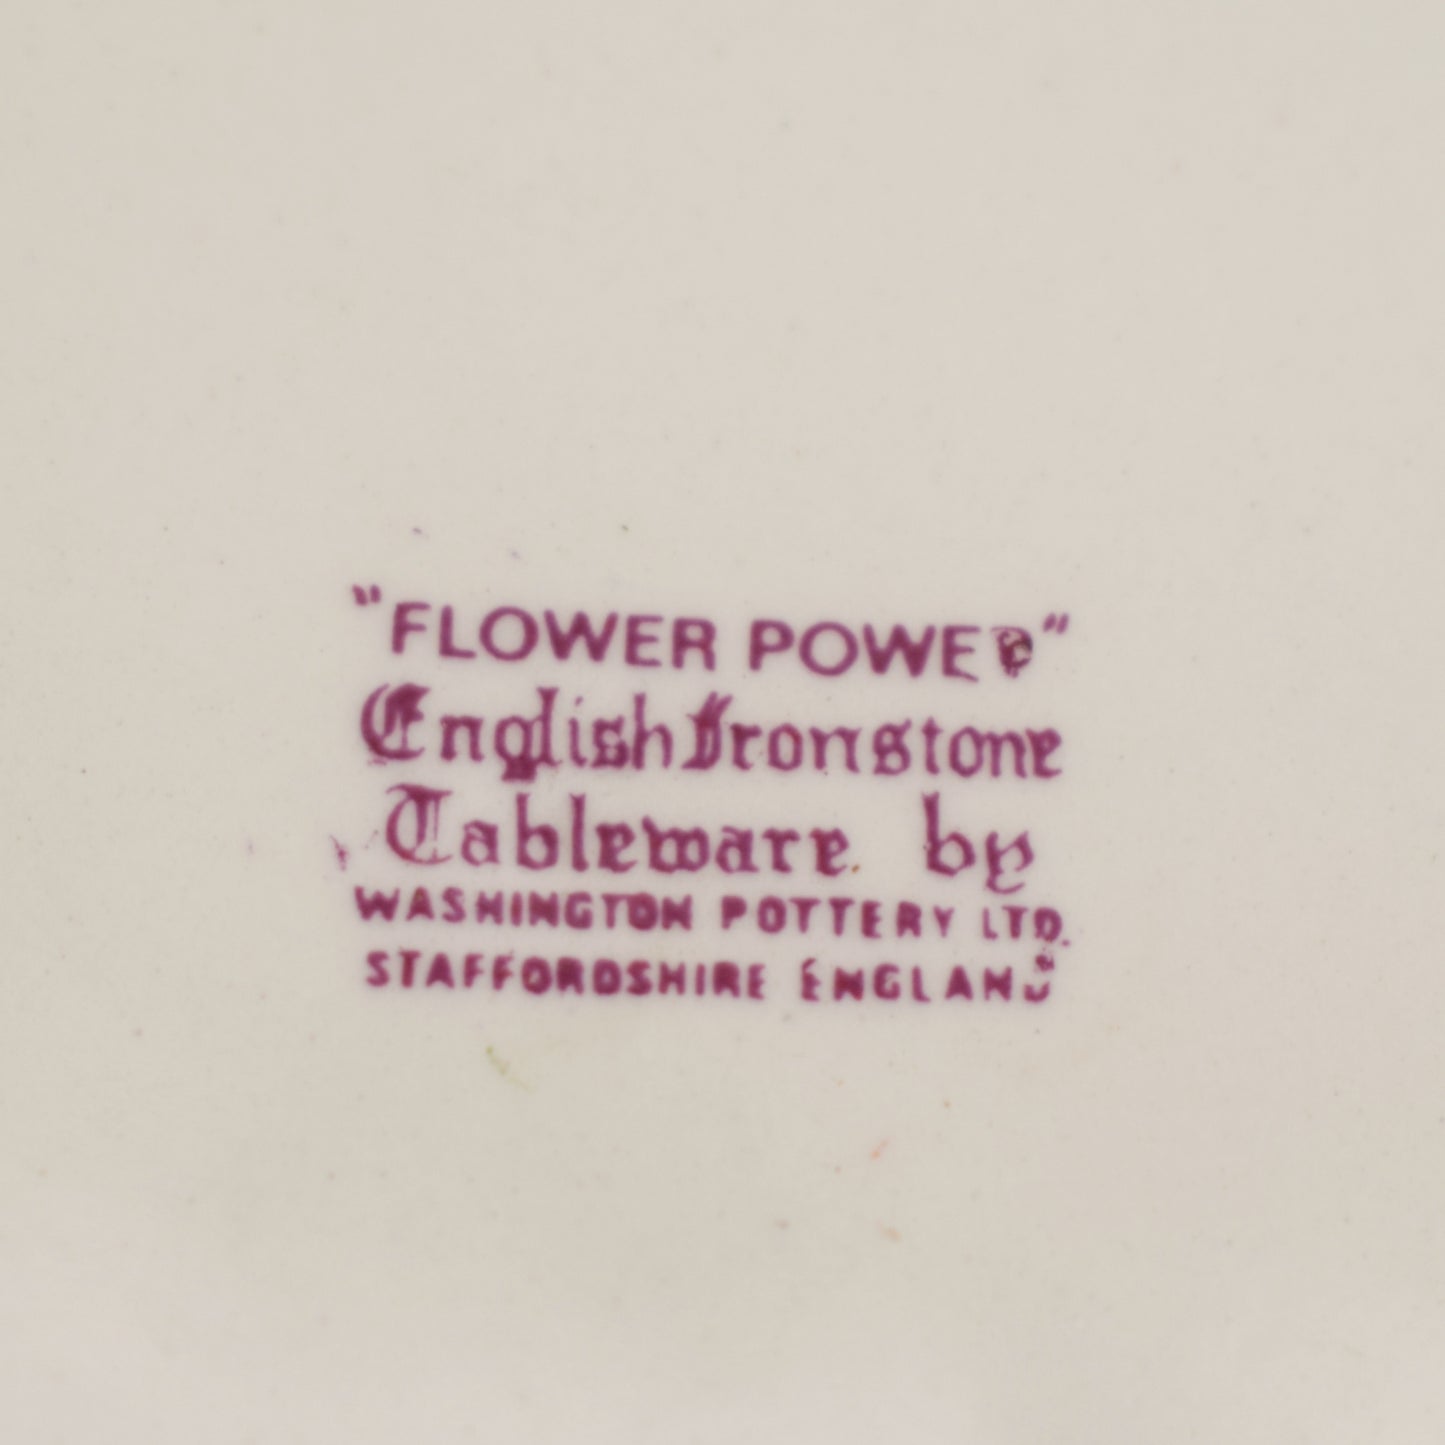 "FLOWER POWER"
English Ironstone
Tableware by
WASHINGTON POTTERY LTD.
STAFFORDSHIRE ENGLAND